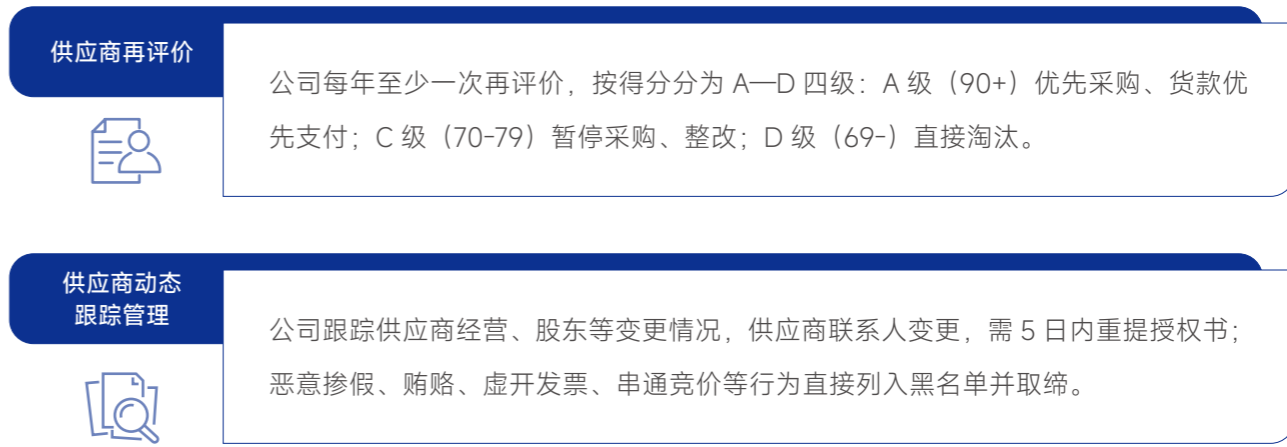 供应商再评价
公司每年至少一次再评价，按得分分为 A—D 四级：A 级（90+）优先采购、货款优
先支付；C 级（70-79）暂停采购、整改；D 级（69-）直接淘汰。
供应商动态
跟踪管理
公司跟踪供应商经营、股东等变更情况，供应商联系人变更，需 5 日内重提授权书；
恶意掺假、贿赂、虚开发票、串通竞价等行为直接列入黑名单并取缔。